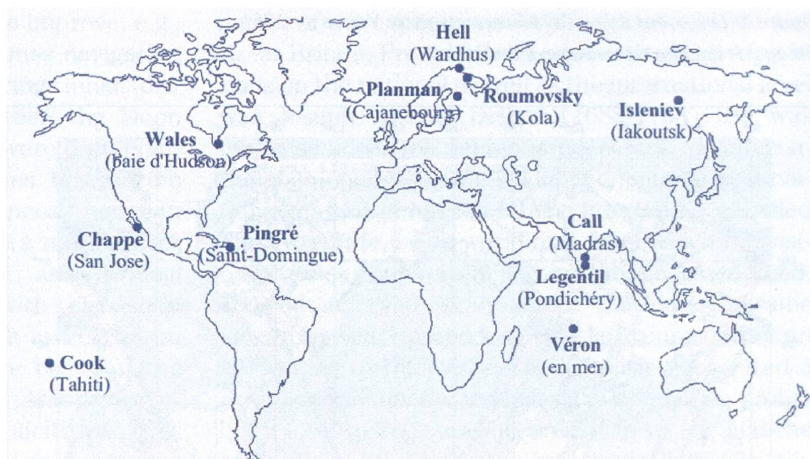 Hell
(Wardhus)
Planman
(Cajanebourg)
Roumovsky
(Kola)
Isleniev
(Iakoutsk)
Wales
(baie d'Hudson)
Chappe
(San Jose)
Pingré
(Saint-Domingue)
Call
(Madras)
Legentil
(Pondichéry)
Véron
(en mer)
Cook
(Tahiti)